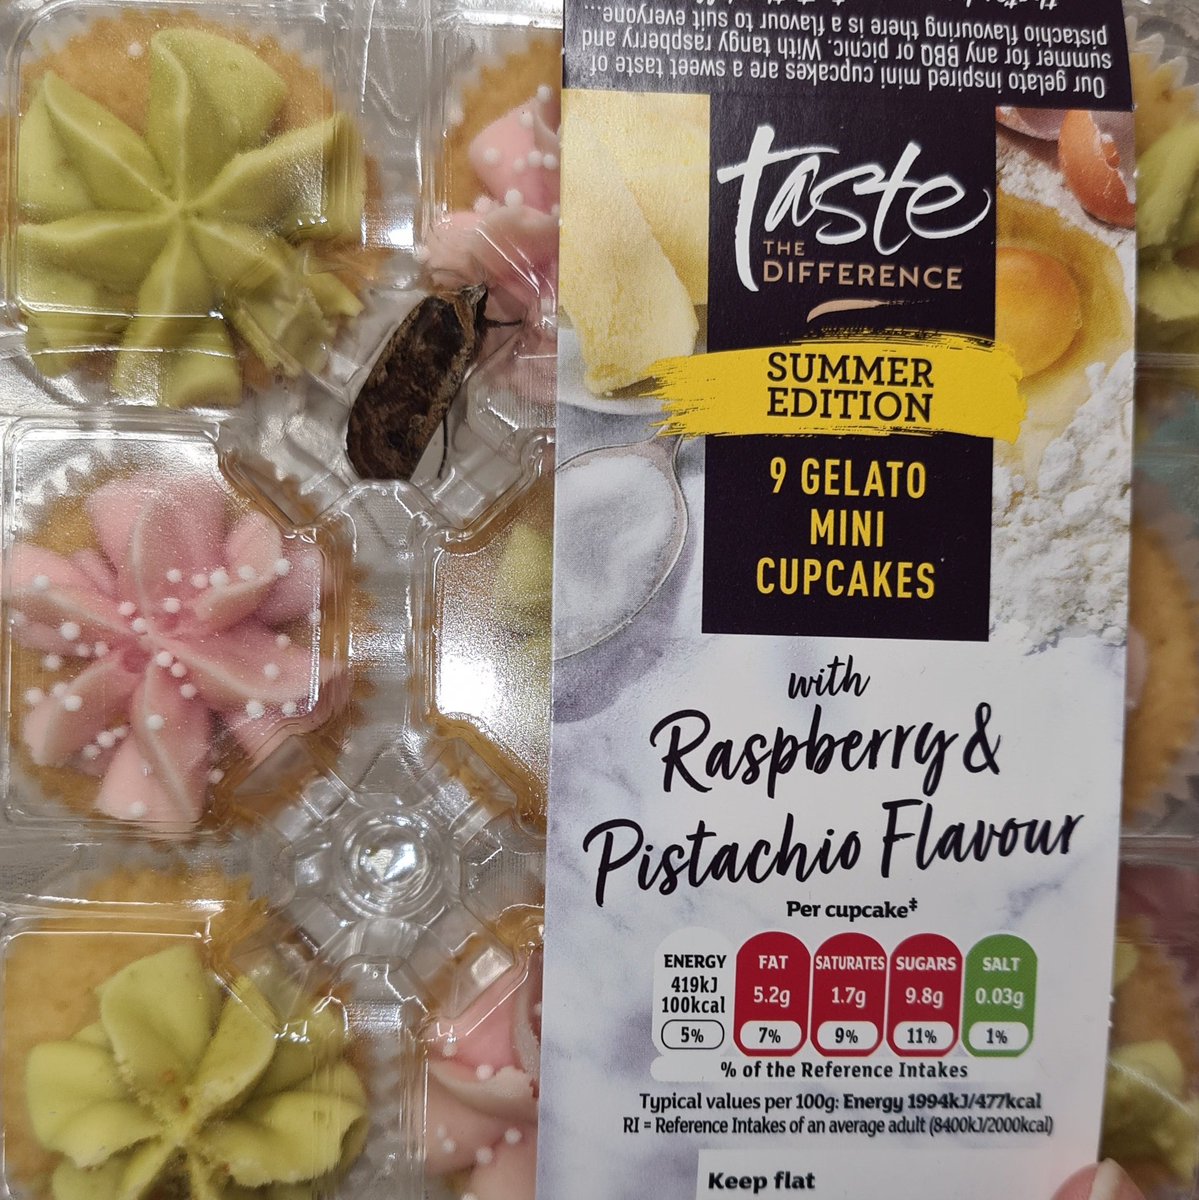 Our gelato inspired mini cupcakes are a sweet taste of
summer for any BBQ or picnic. With tangy raspberry and
pistachio flavouring there is a flavour to suit everyone...
taste
THE
DIFFERENCE
SUMMER
EDITION
9 GELATO
MINI
CUPCAKES
with
Raspberry &
Pistachio Flavour
Per cupcake‡
ENERGY
419kJ
100kcal
5%
FAT
5.2g
7%
SATURATES
1.7g
9%
SUGARS
9.8g
11%
SALT
0.03g
1%
% of the Reference Intakes
Typical values per 100g: Energy 1994kJ/477kcal
RI = Reference Intakes of an average adult (8400kJ/2000kcal)
Keep flat